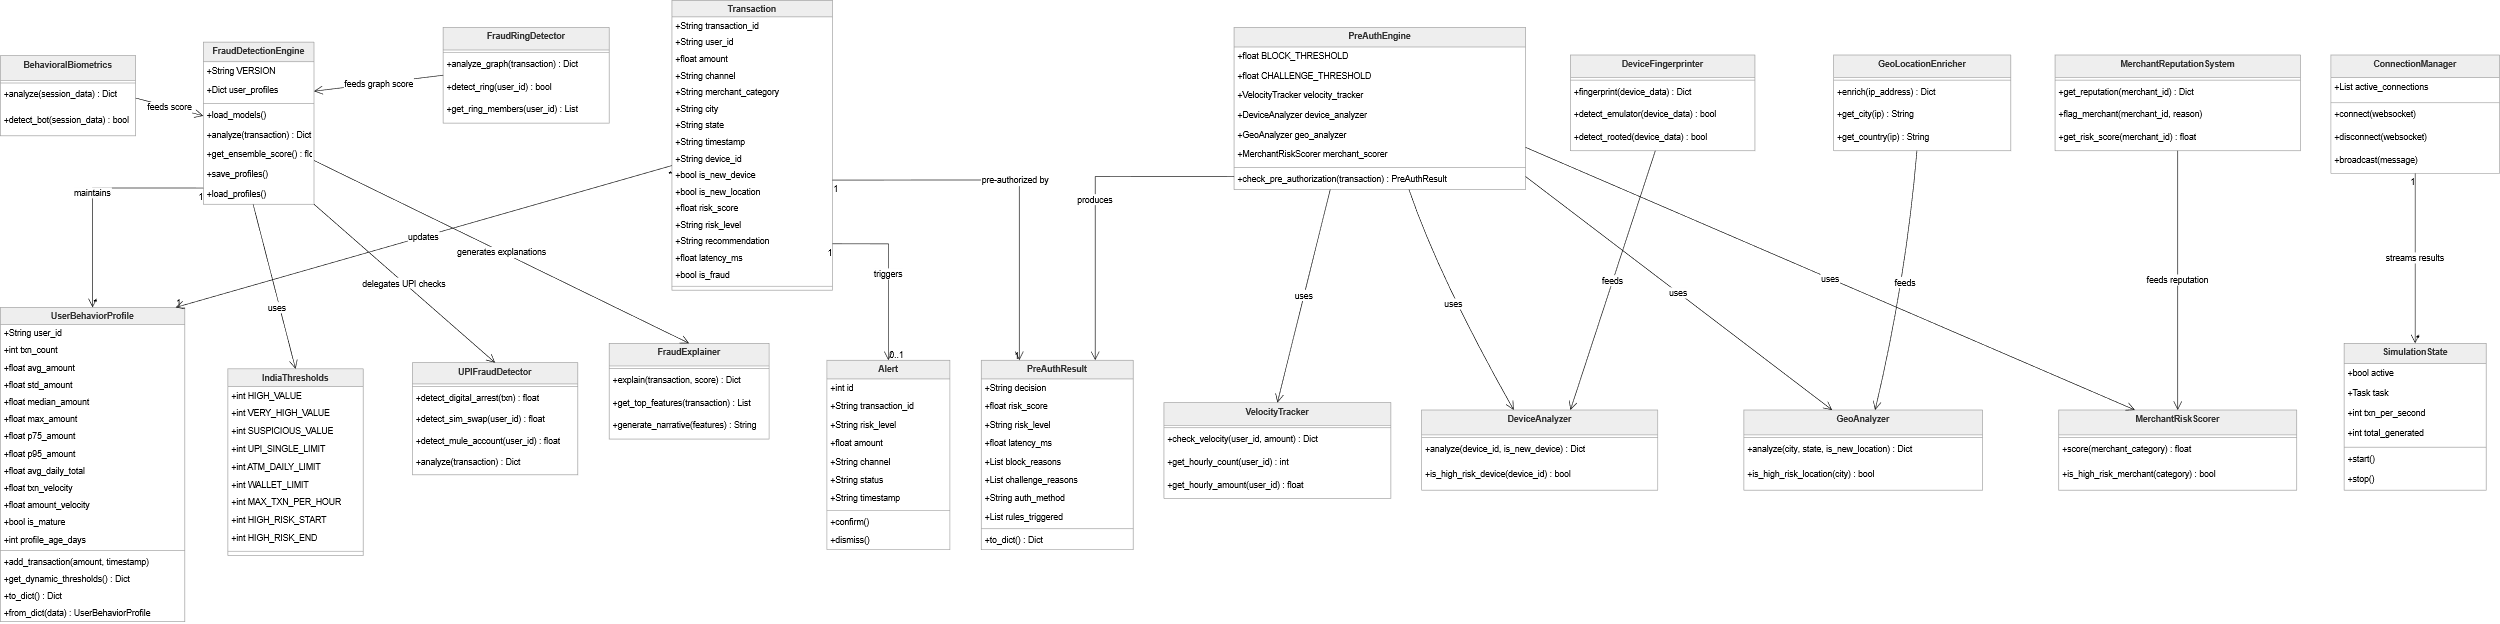 BehavioralBiometrics
+analyze(session_data) : Dict
+detect_bot(session_data) : bool
feeds score
FraudDetectionEngine
+String VERSION
+Dict user_profiles
+load_models()
+analyze(transaction) : Dict
+get_ensemble_score() : flo
+save_profiles()
+load_profiles()
FraudRingDetector
+analyze_graph(transaction) : Dict
+detect_ring(user_id) : bool
+get_ring_members(user_id) : List
feeds graph score
Transaction
+String transaction_id
+String user_id
+float amount
+String channel
+String merchant_category
+String city
+String state
+String timestamp
+String device_id
+bool is_new_device
+bool is_new_location
+float risk_score
+String risk_level
+String recommendation
+float latency_ms
+bool is_fraud
PreAuthEngine
+float BLOCK_THRESHOLD
+float CHALLENGE_THRESHOLD
+VelocityTracker velocity_tracker
+DeviceAnalyzer device_analyzer
+GeoAnalyzer geo_analyzer
+MerchantRiskScorer merchant_scorer
+check_pre_authorization(transaction) : PreAuthResult
DeviceFingerprinter
+fingerprint(device_data) : Dict
+detect_emulator(device_data) : bool
+detect_rooted(device_data) : bool
GeoLocationEnricher
+enrich(ip_address) : Dict
+get_city(ip) : String
+get_country(ip) : String
MerchantReputationSystem
+get_reputation(merchant_id) : Dict
+flag_merchant(merchant_id, reason)
+get_risk_score(merchant_id) : float
ConnectionManager
+List active_connections
+connect(websocket)
+disconnect(websocket)
+broadcast(message)
maintains
1
*
uses
delegates UPI checks
generates explanations
*
updates
1
1
pre-authorized by
1
1
triggers
0..1
produces
uses
uses
feeds
uses
feeds
uses
feeds reputation
1
streams results
*
UserBehaviorProfile
+String user_id
+int txn_count
+float avg_amount
+float std_amount
+float median_amount
+float max_amount
+float p75_amount
+float p95_amount
+float avg_daily_total
+float txn_velocity
+float amount_velocity
+bool is_mature
+int profile_age_days
+add_transaction(amount, timestamp)
+get_dynamic_thresholds() : Dict
+to_dict() : Dict
+from_dict(data) : UserBehaviorProfile
IndiaThresholds
+int HIGH_VALUE
+int VERY_HIGH_VALUE
+int SUSPICIOUS_VALUE
+int UPI_SINGLE_LIMIT
+int ATM_DAILY_LIMIT
+int WALLET_LIMIT
+int MAX_TXN_PER_HOUR
+int HIGH_RISK_START
+int HIGH_RISK_END
UPIFraudDetector
+detect_digital_arrest(txn) : float
+detect_sim_swap(user_id) : float
+detect_mule_account(user_id) : float
+analyze(transaction) : Dict
FraudExplainer
+explain(transaction, score) : Dict
+get_top_features(transaction) : List
+generate_narrative(features) : String
Alert
+int id
+String transaction_id
+String risk_level
+float amount
+String channel
+String status
+String timestamp
+confirm()
+dismiss()
PreAuthResult
+String decision
+float risk_score
+String risk_level
+float latency_ms
+List block_reasons
+List challenge_reasons
+String auth_method
+List rules_triggered
+to_dict() : Dict
VelocityTracker
+check_velocity(user_id, amount) : Dict
+get_hourly_count(user_id) : int
+get_hourly_amount(user_id) : float
DeviceAnalyzer
+analyze(device_id, is_new_device) : Dict
+is_high_risk_device(device_id) : bool
GeoAnalyzer
+analyze(city, state, is_new_location) : Dict
+is_high_risk_location(city) : bool
MerchantRiskScorer
+score(merchant_category) : float
+is_high_risk_merchant(category) : bool
SimulationState
+bool active
+Task task
+int txn_per_second
+int total_generated
+start()
+stop()